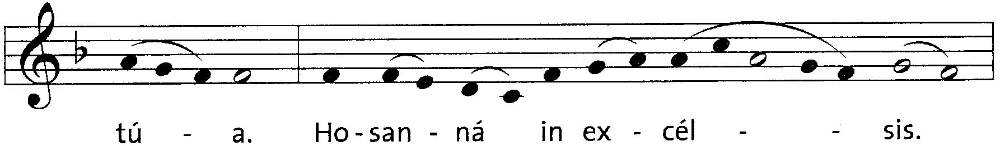 tú - a. Ho - san - ná in ex - cél - - sis.